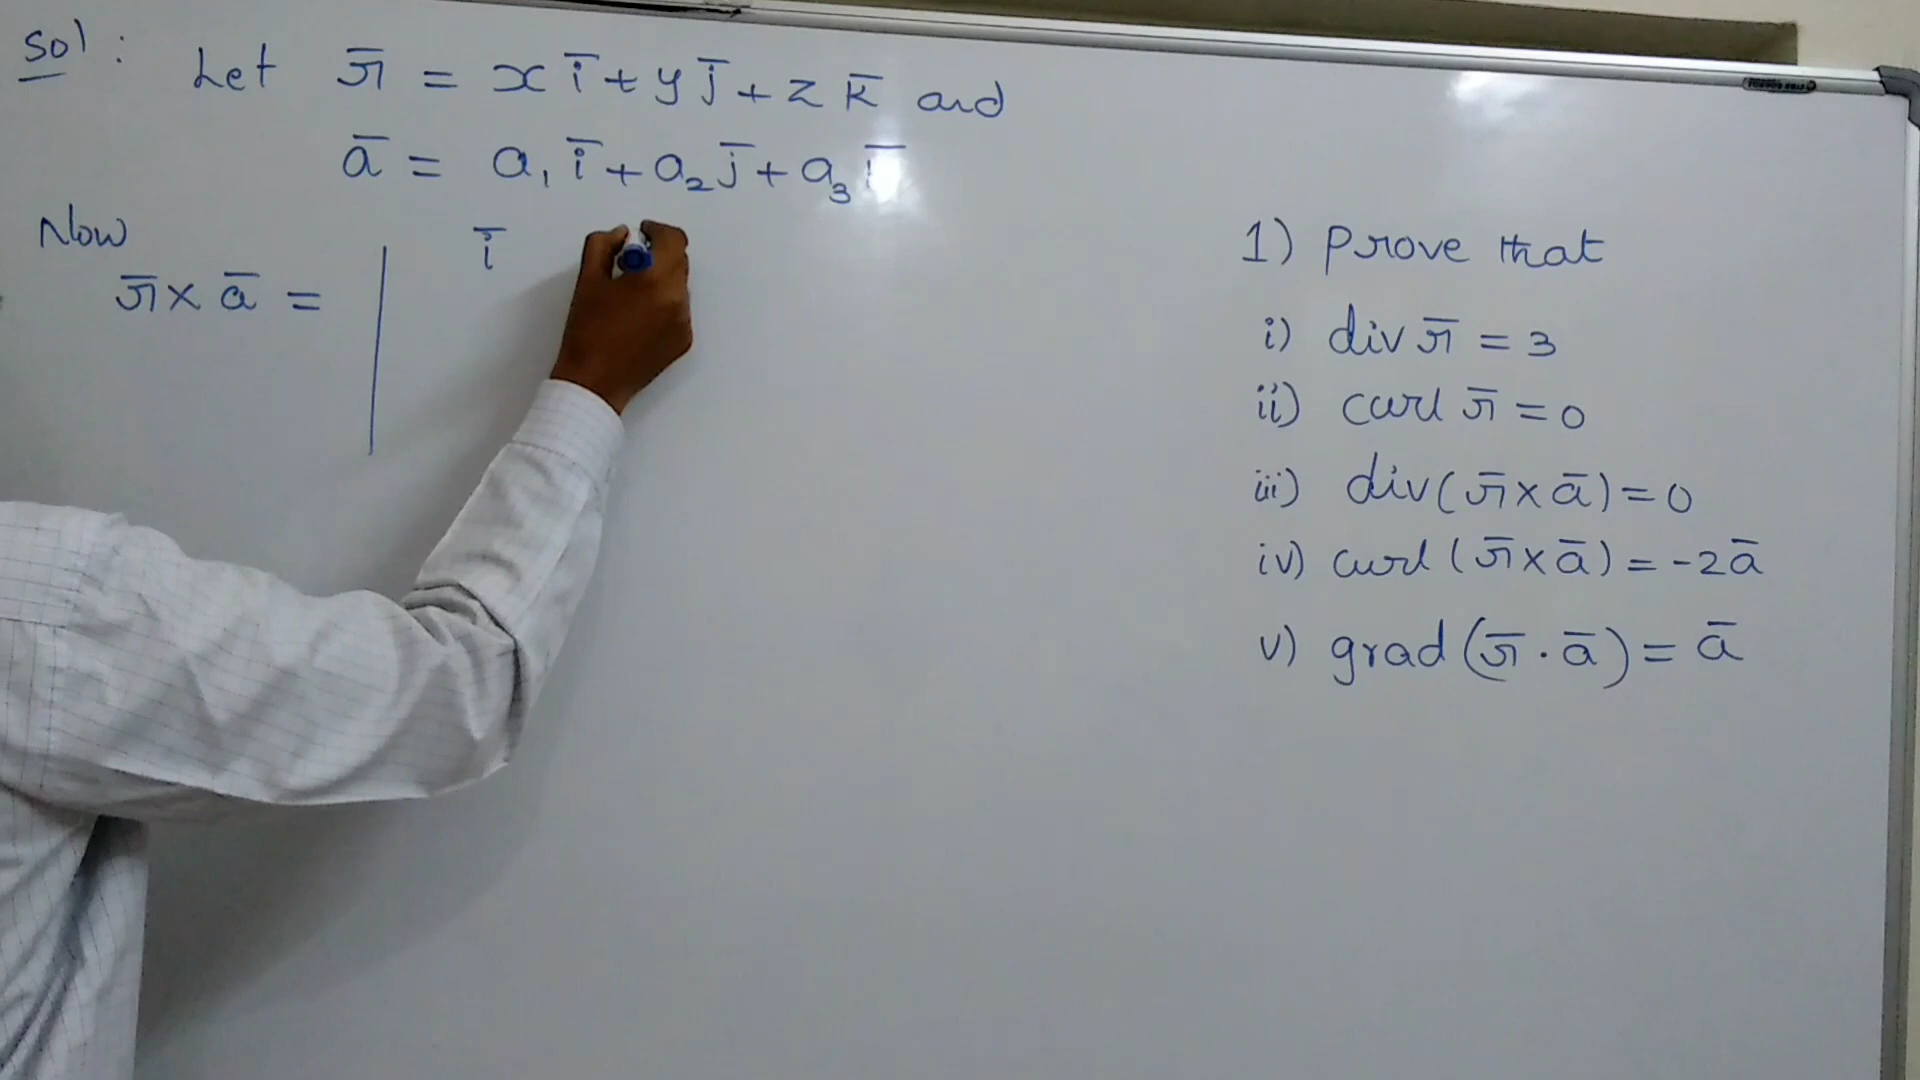 Sol :
Let r̄ = x ī + y j̄ + z k̄ and
ā = a₁ ī + a₂ j̄ + a₃
Now
r̄ × ā = | ī
1) Prove that
i) div r̄ = 3
ii) curl r̄ = 0
iii) div ( r̄ × ā ) = 0
iv) curl ( r̄ × ā ) = -2 ā
v) grad ( r̄ · ā ) = ā